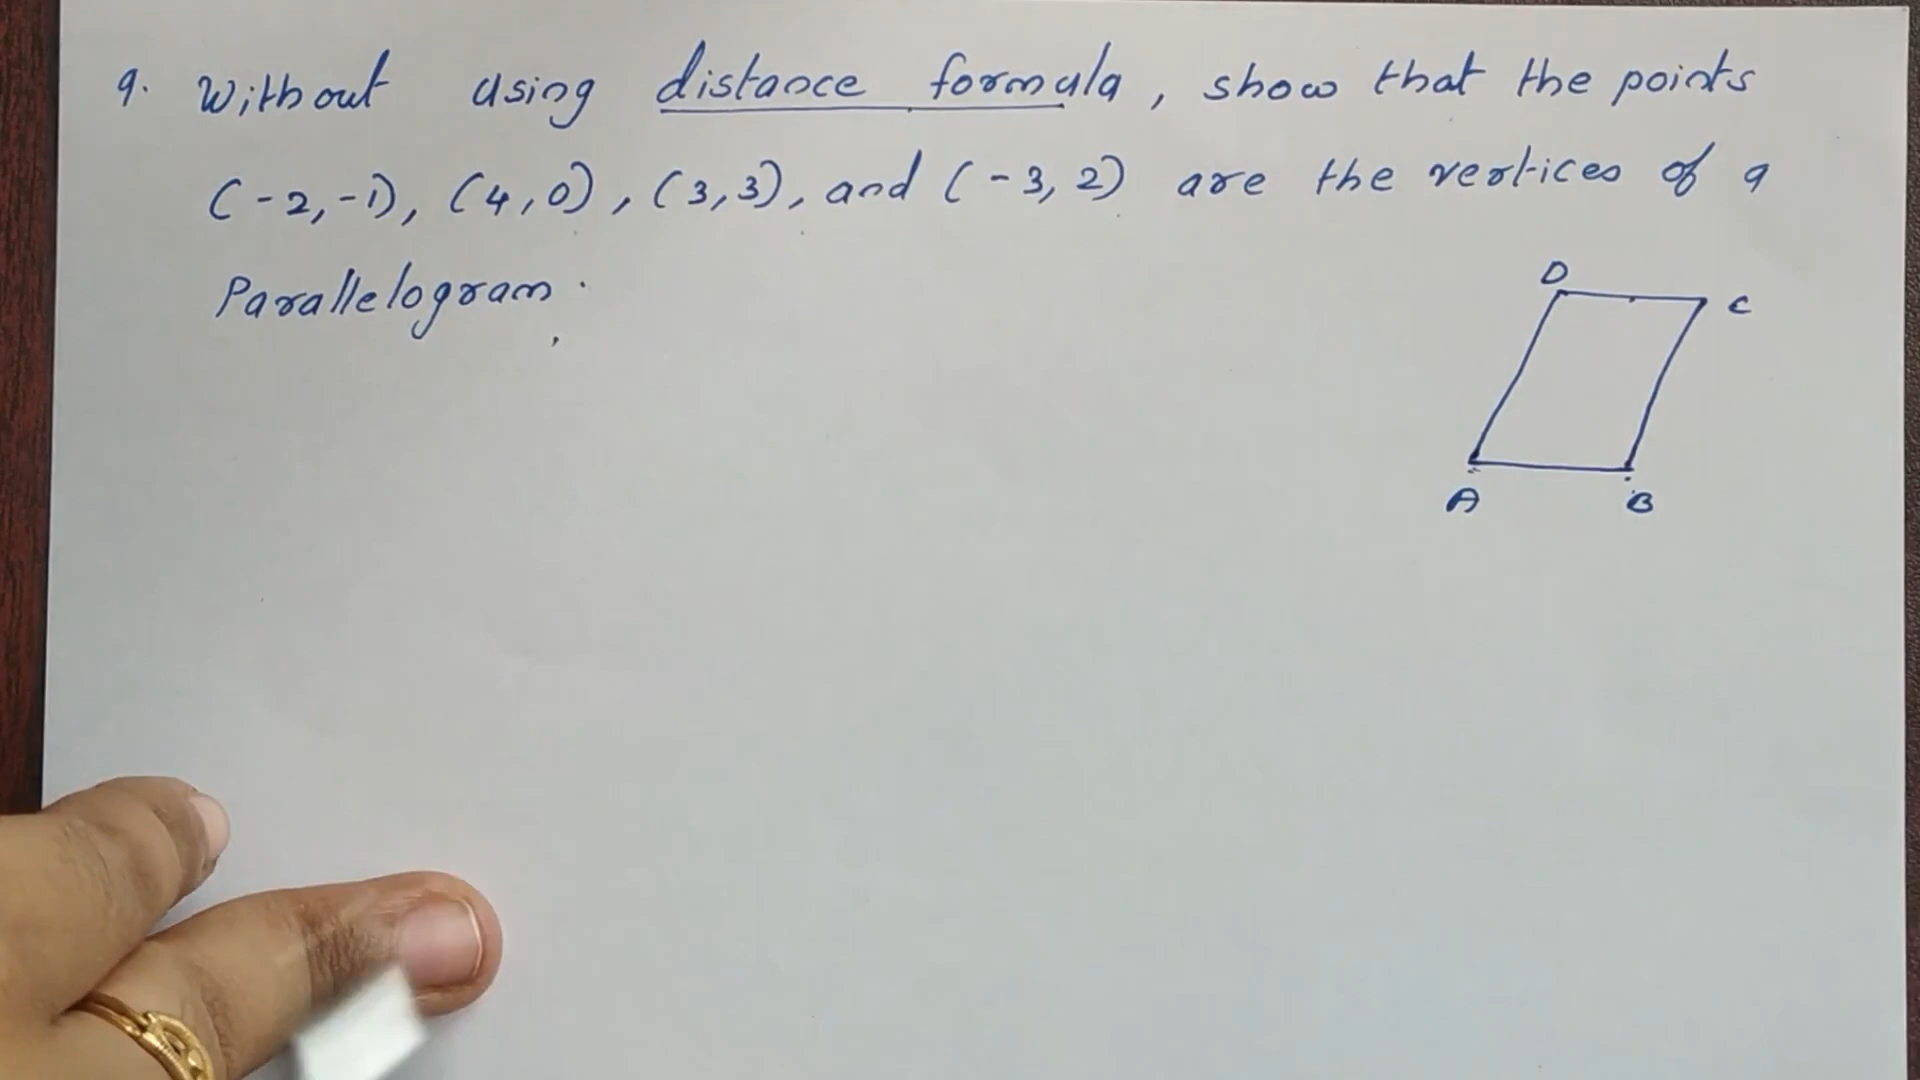 9. Without using distance formula, show that the points
(-2,-1), (4,0), (3,3), and (-3,2) are the vertices of a
Parallelogram.
D
C
A
B